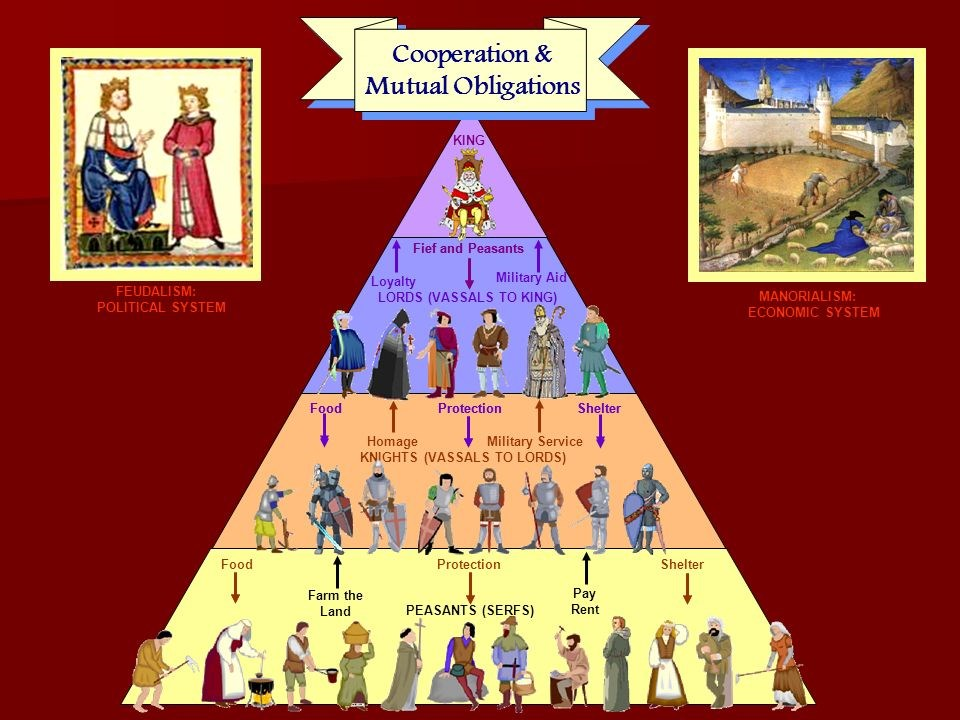 Cooperation &
Mutual Obligations
KING
Fief and Peasants
Loyalty
Military Aid
LORDS (VASSALS TO KING)
FEUDALISM:
POLITICAL SYSTEM
MANORIALISM:
ECONOMIC SYSTEM
Food Protection Shelter
Homage Military Service
KNIGHTS (VASSALS TO LORDS)
Food Protection Shelter
Farm the
Land
Pay
Rent
PEASANTS (SERFS)